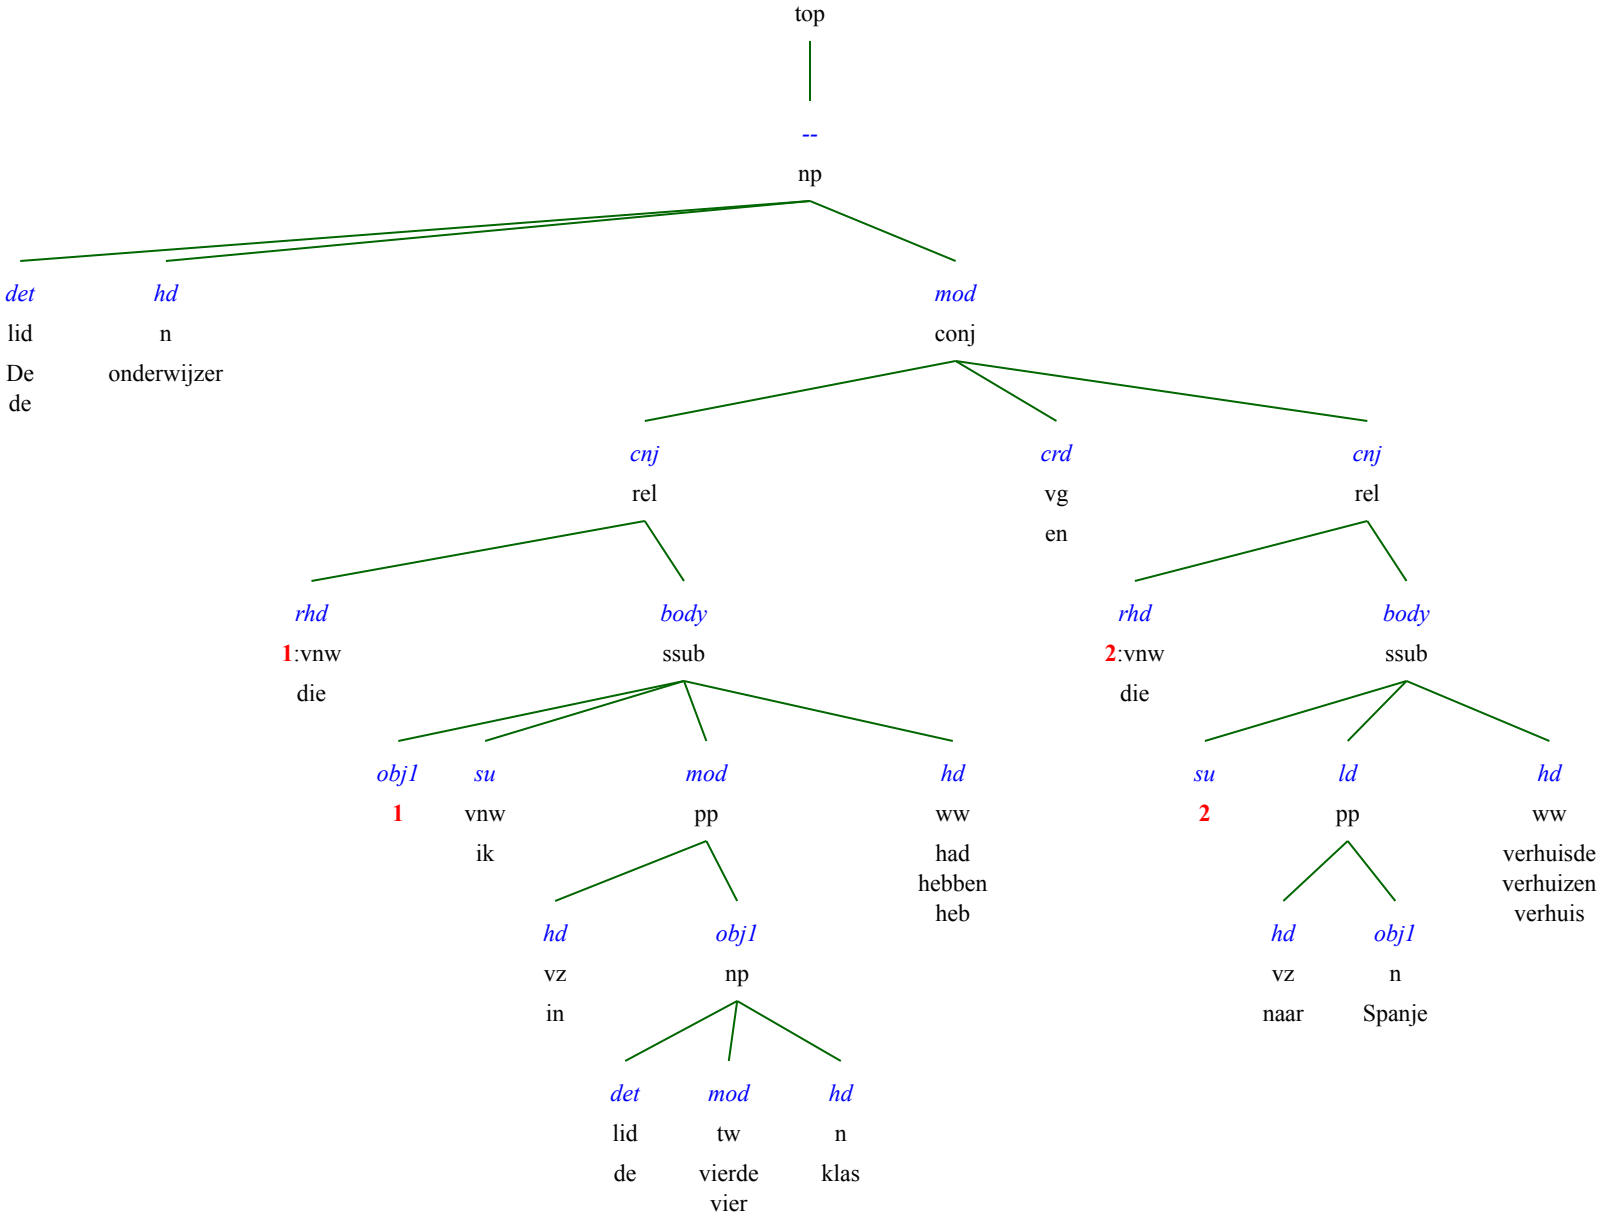 top
--
np
det hd mod
lid n conj
De onderwijzer
de
cnj crd cnj
rel vg rel
en
rhd body rhd body
1:vnw ssub 2:vnw ssub
die die
obj1 su mod hd su ld hd
1 vnw pp ww 2 pp ww
ik had verhuisde
hebben verhuizen
heb verhuis
hd obj1 hd obj1
vz np vz n
in naar Spanje
det mod hd
lid tw n
de vierde klas
vier